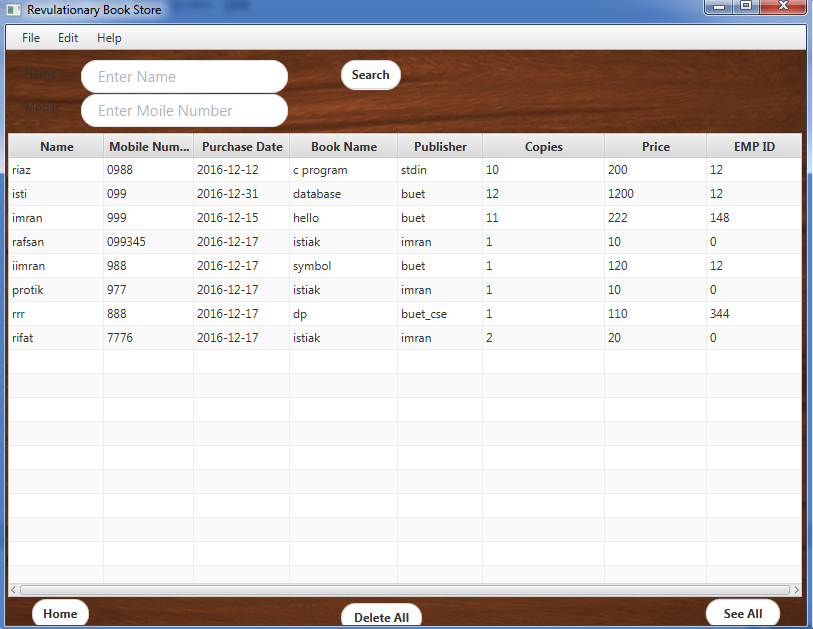 Revulationary Book Store
File Edit Help
Name
Enter Name
Search
Mobile
Enter Moile Number
Name Mobile Num... Purchase Date Book Name Publisher Copies Price EMP ID
riaz 0988 2016-12-12 c program stdin 10 200 12
isti 099 2016-12-31 database buet 12 1200 12
imran 999 2016-12-15 hello buet 11 222 148
rafsan 099345 2016-12-17 istiak imran 1 10 0
iimran 988 2016-12-17 symbol buet 1 120 12
protik 977 2016-12-17 istiak imran 1 10 0
rrr 888 2016-12-17 dp buet_cse 1 110 344
rifat 7776 2016-12-17 istiak imran 2 20 0
Home Delete All See All